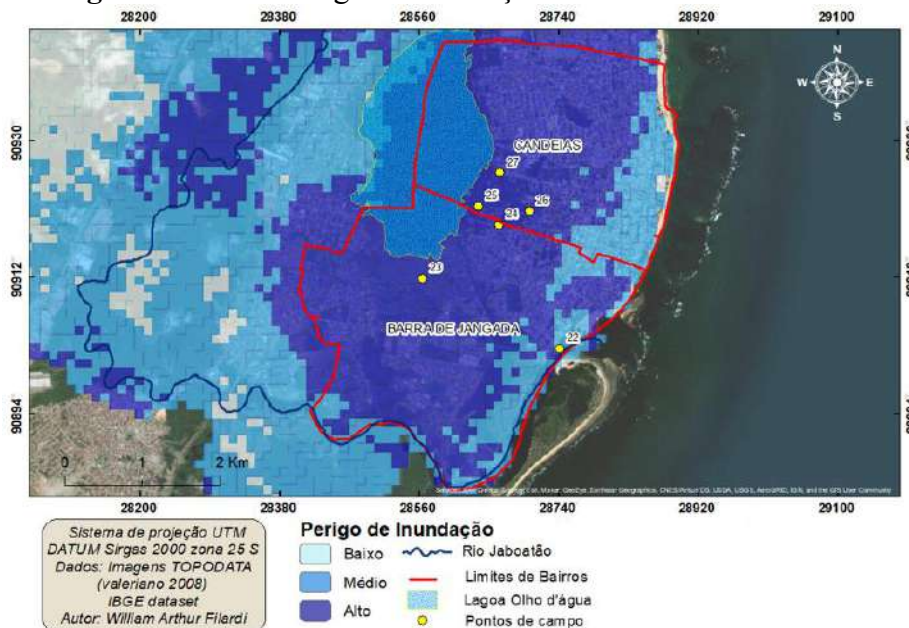 28200 28380 28560 28740 28920 29100
N
W E
S
90930
CANDEIAS
27
25
26
24
90912
23
BARRA DE JANGADA
22
90894
0 1 2 Km
28200 28380 28560 28740 28920 29100
Sistema de projeção UTM
DATUM Sirgas 2000 zona 25 S
Dados: Imagens TOPODATA
(valeriano 2008)
IBGE dataset
Autor: William Arthur Filardi
Perigo de Inundação
Baixo
Médio
Alto
Rio Jaboatão
Limites de Bairros
Lagoa Olho d'água
Pontos de campo